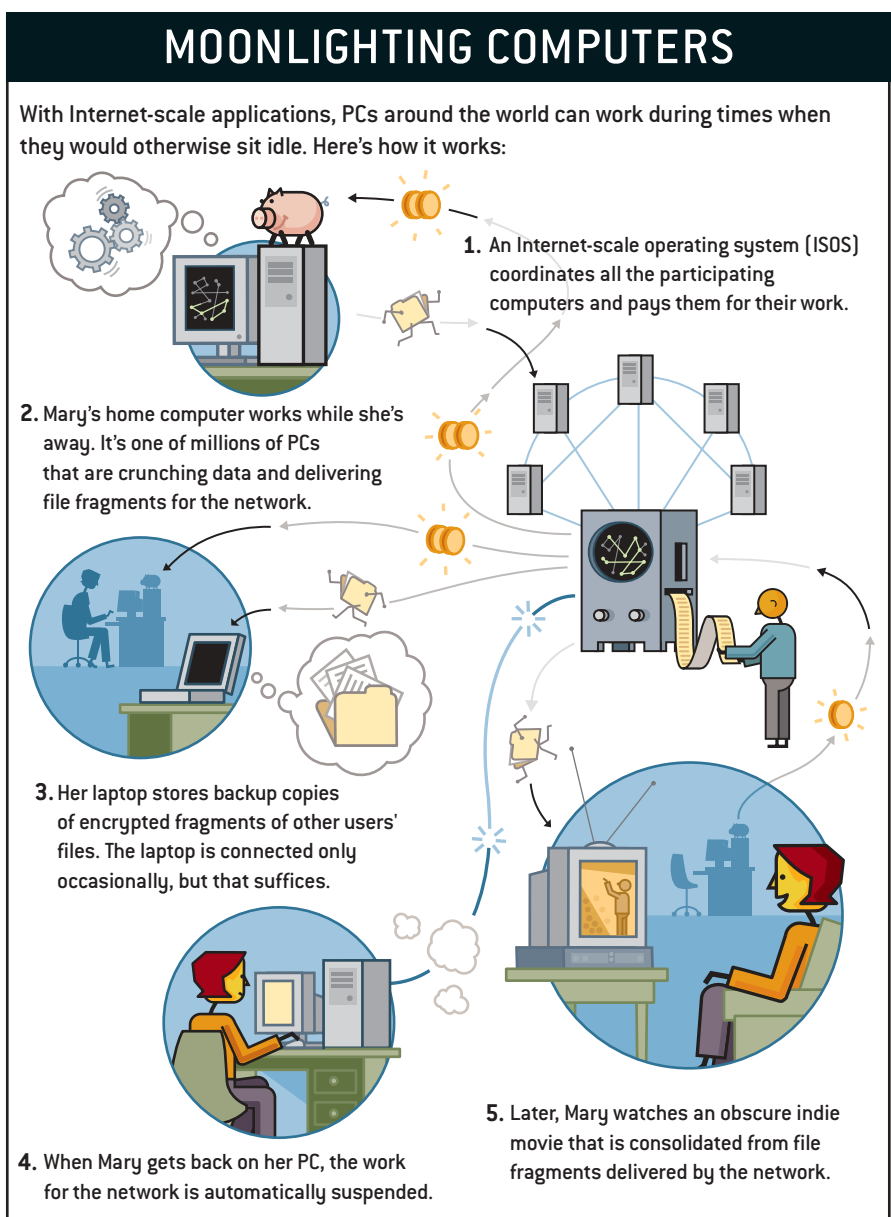 MOONLIGHTING COMPUTERS
With Internet-scale applications, PCs around the world can work during times when
they would otherwise sit idle. Here's how it works:
1. An Internet-scale operating system (ISOS)
coordinates all the participating
computers and pays them for their work.
2. Mary's home computer works while she's
away. It's one of millions of PCs
that are crunching data and delivering
file fragments for the network.
3. Her laptop stores backup copies
of encrypted fragments of other users'
files. The laptop is connected only
occasionally, but that suffices.
4. When Mary gets back on her PC, the work
for the network is automatically suspended.
5. Later, Mary watches an obscure indie
movie that is consolidated from file
fragments delivered by the network.